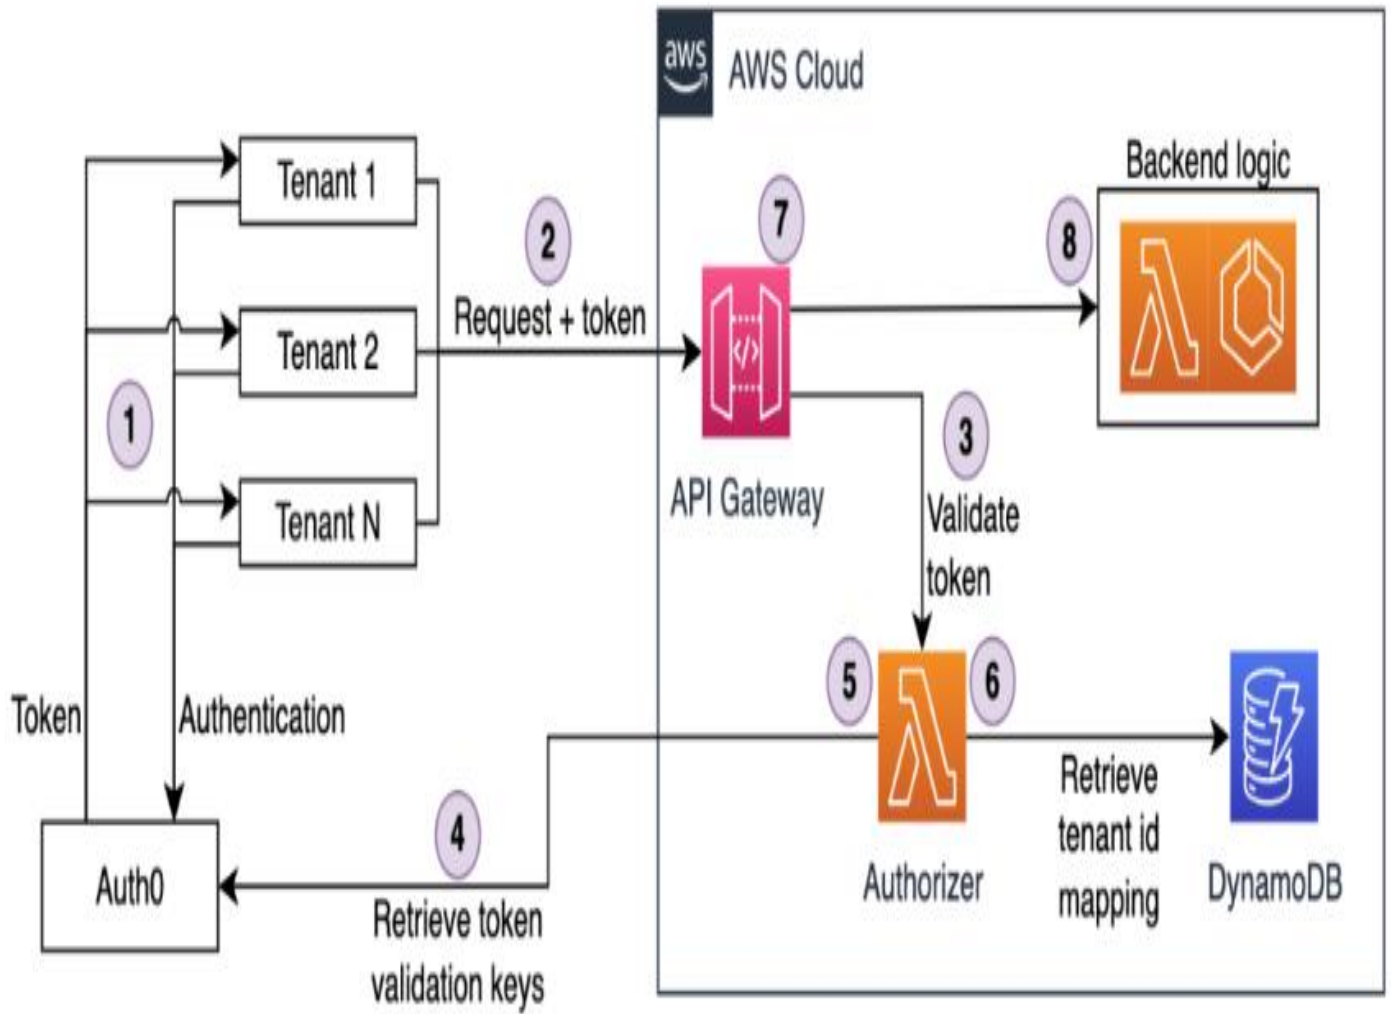 aws
AWS Cloud
Backend logic
Tenant 1
7
2
8
Request + token
Tenant 2
1
3
API Gateway
Validate
token
Tenant N
5
6
Token
Authentication
Retrieve
tenant id
mapping
4
Auth0
Authorizer
DynamoDB
Retrieve token
validation keys